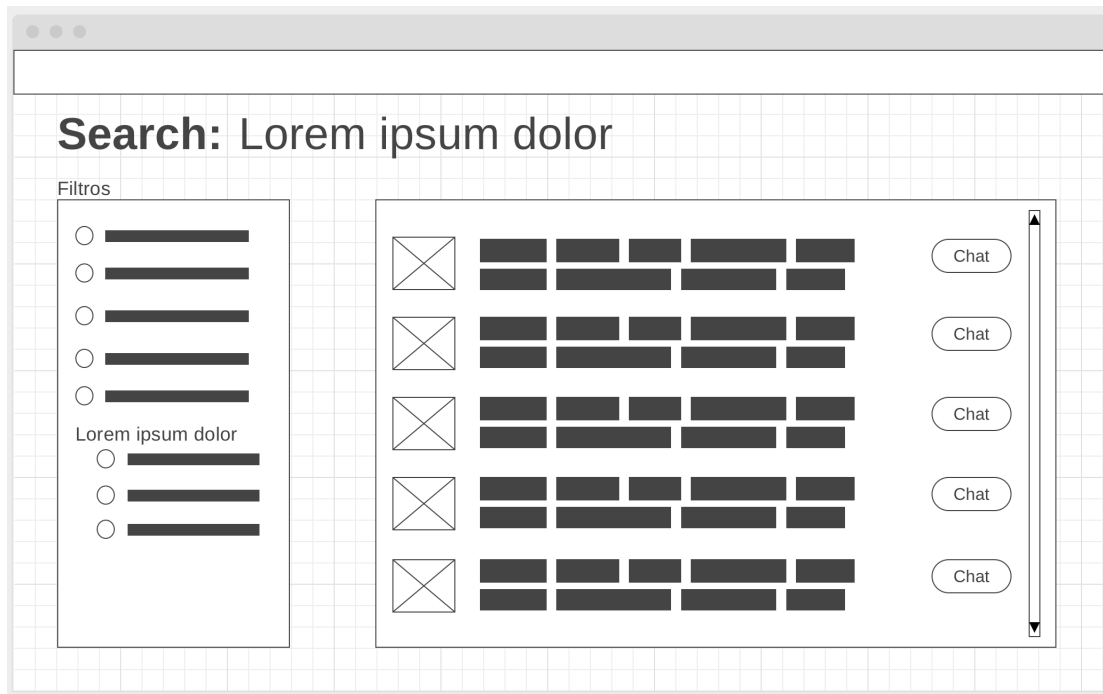 Search: Lorem ipsum dolor
Filtros
Lorem ipsum dolor
Chat
Chat
Chat
Chat
Chat